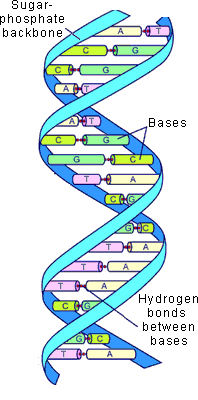 Sugar-
phosphate
backbone
A T
C G
C G
A T
A T
C G
Bases
G C
T A
C G
G C
T A
T A
T A
Hydrogen
bonds
between
bases
C G
G C
T A